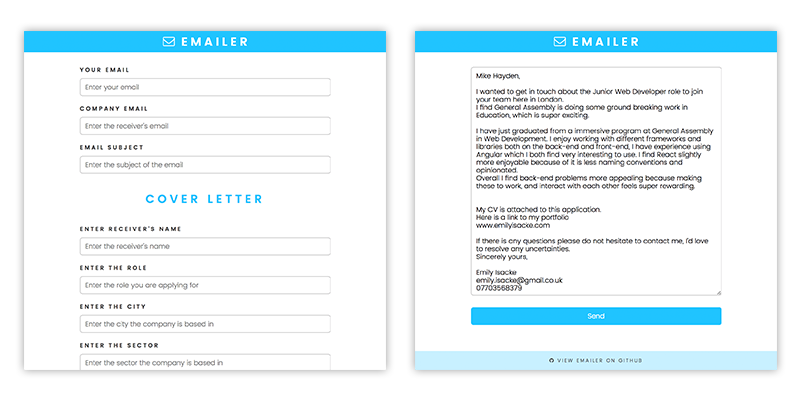 EMAILER
YOUR EMAIL
Enter your email
COMPANY EMAIL
Enter the receiver's email
EMAIL SUBJECT
Enter the subject of the email
COVER LETTER
ENTER RECEIVER'S NAME
Enter the receiver's name
ENTER THE ROLE
Enter the role you are applying for
ENTER THE CITY
Enter the city the company is based in
ENTER THE SECTOR
Enter the sector the company is based in
EMAILER
Mike Hayden,
I wanted to get in touch about the Junior Web Developer role to join
your team here in London.
I find General Assembly is doing some ground breaking work in
Education, which is super exciting.
I have just graduated from a immersive program at General Assembly
in Web Development, I enjoy working with different frameworks and
libraries both on the back-end and front-end, I have experience using
Angular which I both find very interesting to use. I find React slightly
more enjoyable because of it is less naming conventions and
opinionated.
Overall I find back-end problems more appealing because making
these to work, and interact with each other feels super rewarding.
My CV is attached to this application.
Here is a link to my portfolio
www.emilyisacke.com
If there is any questions please do not hesitate to contact me, I'd love
to resolve any uncertainties.
Sincerely yours,
Emily Isacke
emily.isacke@gmail.co.uk
07703568379
Send
VIEW EMAILER ON GITHUB